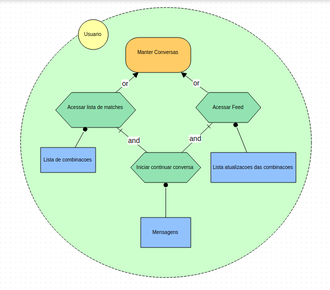 Usuario
Manter Conversas
or
or
Acessar lista de matches
Acessar Feed
and
and
Lista de combinacoes
Iniciar continuar conversa
Lista atualizacoes das combinacoes
Mensagens